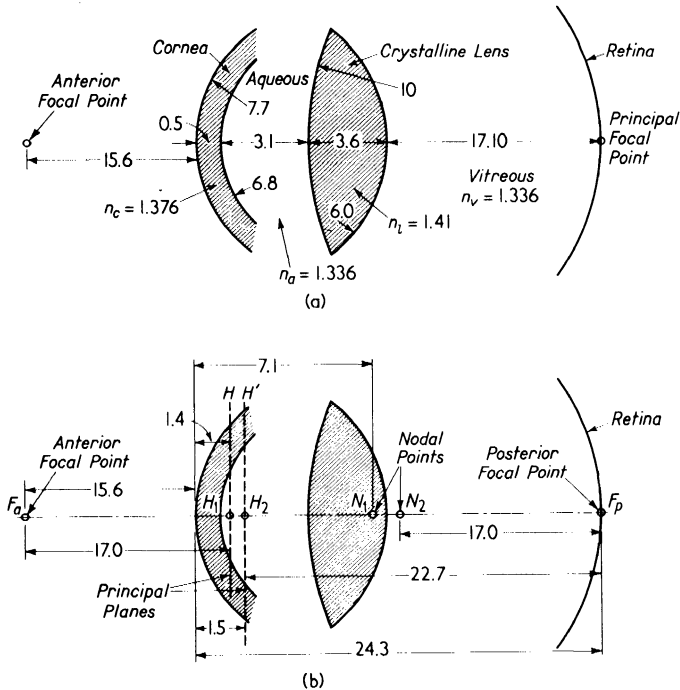 Cornea
Crystalline Lens
Retina
Anterior
Focal Point
Aqueous
7.7
10
0.5
3.1
3.6
17.10
Principal
Focal
Point
15.6
6.8
Vitreous
n_v = 1.336
n_c = 1.376
6.0
n_l = 1.41
n_a = 1.336
(a)
7.1
H H'
1.4
Retina
Anterior
Focal Point
Nodal
Points
Posterior
Focal Point
15.6
F_a
H_1
H_2
N_1
N_2
F_p
17.0
17.0
22.7
Principal
Planes
1.5
24.3
(b)